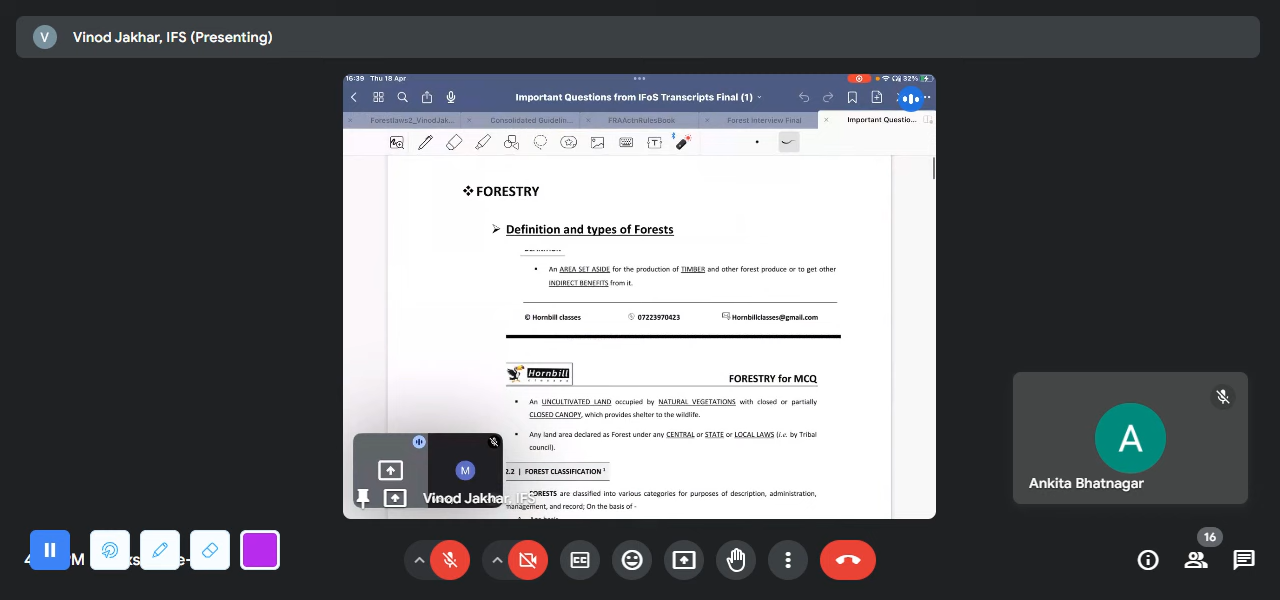 V
Vinod Jakhar, IFS (Presenting)
16:39 Thu 18 Apr
32%
Important Questions from IFoS Transcripts Final (1)
Forestlaws2_VinodJak...
Consolidated Guidelin...
FRAActnRulesBook
Forest Interview Final
Important Questio...
T
❖ FORESTRY
➢ Definition and types of Forests
• An AREA SET ASIDE for the production of TIMBER and other forest produce or to get other
INDIRECT BENEFITS from it.
© Hornbill classes
07223970423
Hornbillclasses@gmail.com
Hornbill
classes
FORESTRY for MCQ
• An UNCULTIVATED LAND occupied by NATURAL VEGETATIONS with closed or partially
CLOSED CANOPY, which provides shelter to the wildlife.
• Any land area declared as Forest under any CENTRAL or STATE or LOCAL LAWS (i.e. by Tribal
council).
2.2 | FOREST CLASSIFICATION 1
FORESTS are classified into various categories for purposes of description, administration,
management, and record; On the basis of -
M
Vinod Jakhar, IFS
A
Ankita Bhatnagar
CC
16